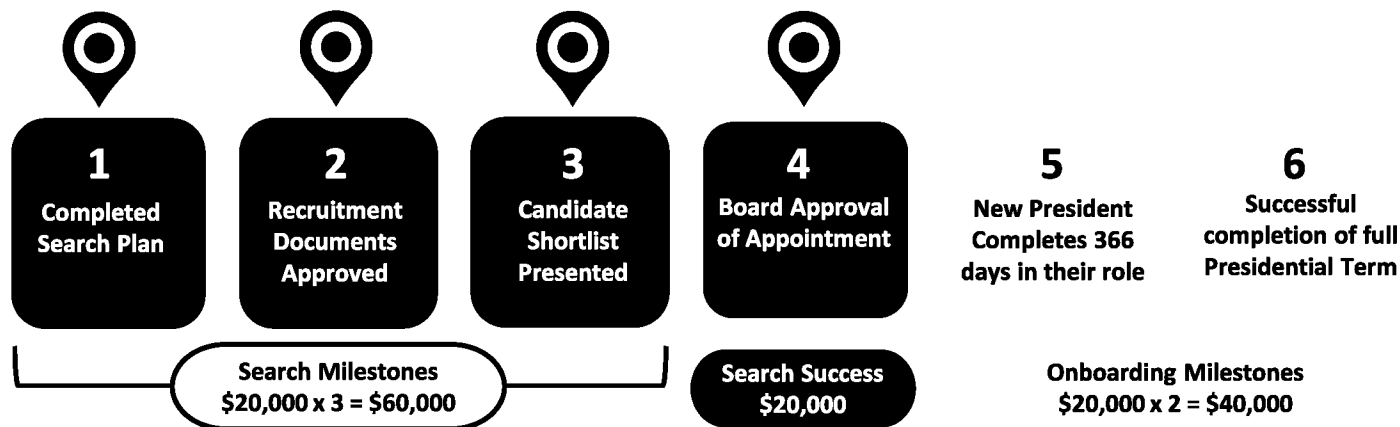 1
Completed
Search Plan
2
Recruitment
Documents
Approved
3
Candidate
Shortlist
Presented
4
Board Approval
of Appointment
5
New President
Completes 366
days in their role
6
Successful
completion of full
Presidential Term
Search Milestones
$20,000 x 3 = $60,000
Search Success
$20,000
Onboarding Milestones
$20,000 x 2 = $40,000